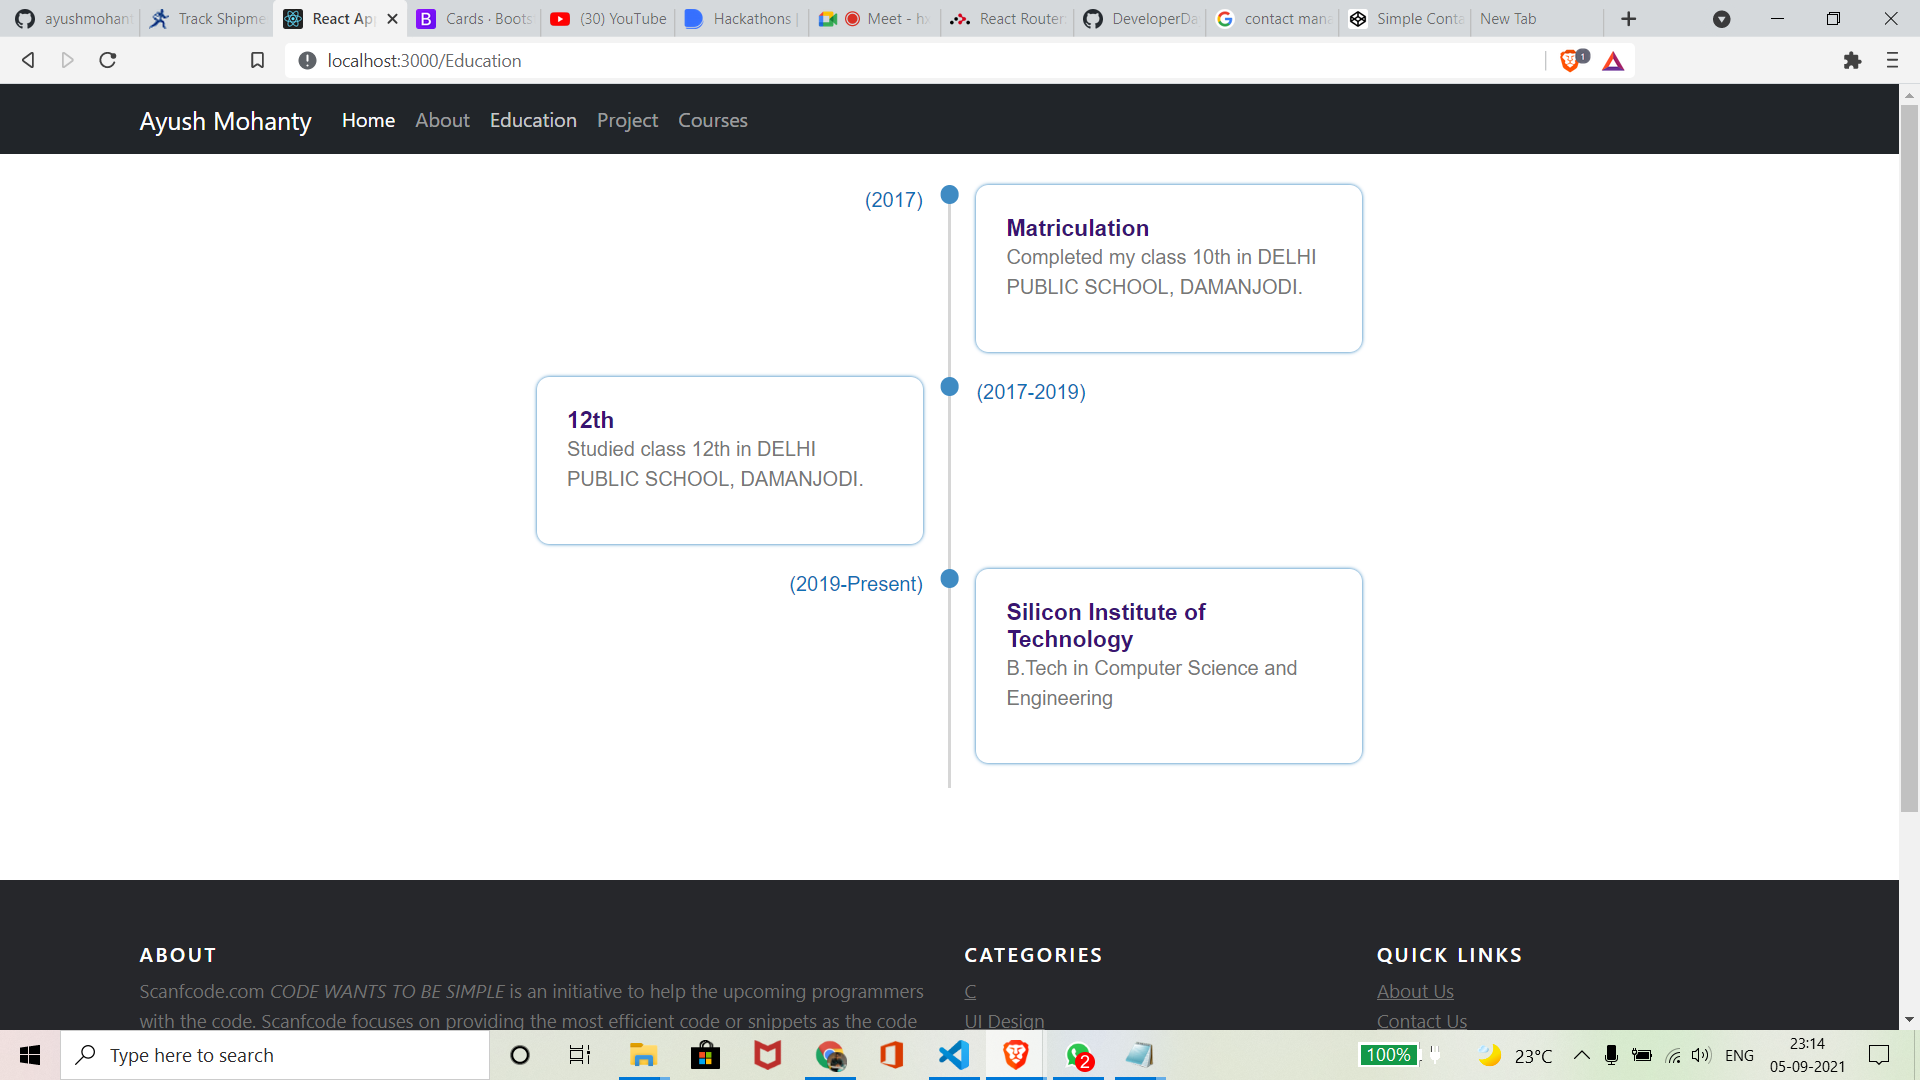 ayushmohant
Track Shipme
React Ap
Cards · Boots
(30) YouTube
Hackathons |
Meet - hx
React Router
DeveloperDa
contact mana
Simple Conta
New Tab
localhost:3000/Education
1
Ayush Mohanty
Home
About
Education
Project
Courses
(2017)
Matriculation
Completed my class 10th in DELHI
PUBLIC SCHOOL, DAMANJODI.
(2017-2019)
12th
Studied class 12th in DELHI
PUBLIC SCHOOL, DAMANJODI.
(2019-Present)
Silicon Institute of
Technology
B.Tech in Computer Science and
Engineering
ABOUT
Scanfcode.com CODE WANTS TO BE SIMPLE is an initiative to help the upcoming programmers
with the code. Scanfcode focuses on providing the most efficient code or snippets as the code
CATEGORIES
C
UI Design
QUICK LINKS
About Us
Contact Us
Type here to search
2
100%
23°C
ENG
23:14
05-09-2021